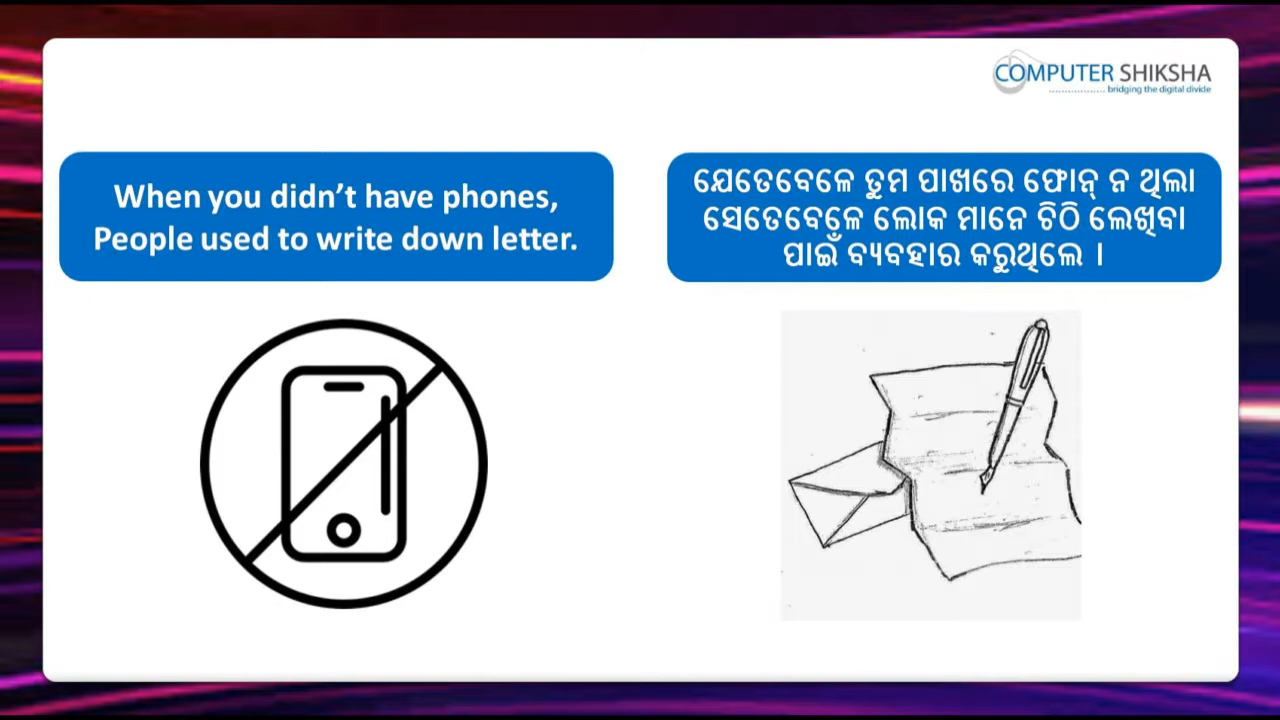 COMPUTER SHIKSHA
bridging the digital divide
When you didn't have phones,
People used to write down letter.
ଯେତେବେଳେ ତୁମ ପାଖରେ ଫୋନ୍ ନ ଥିଲା
ସେତେବେଳେ ଲୋକ ମାନେ ଚିଠି ଲେଖିବା
ପାଇଁ ବ୍ୟବହାର କରୁଥିଲେ ।